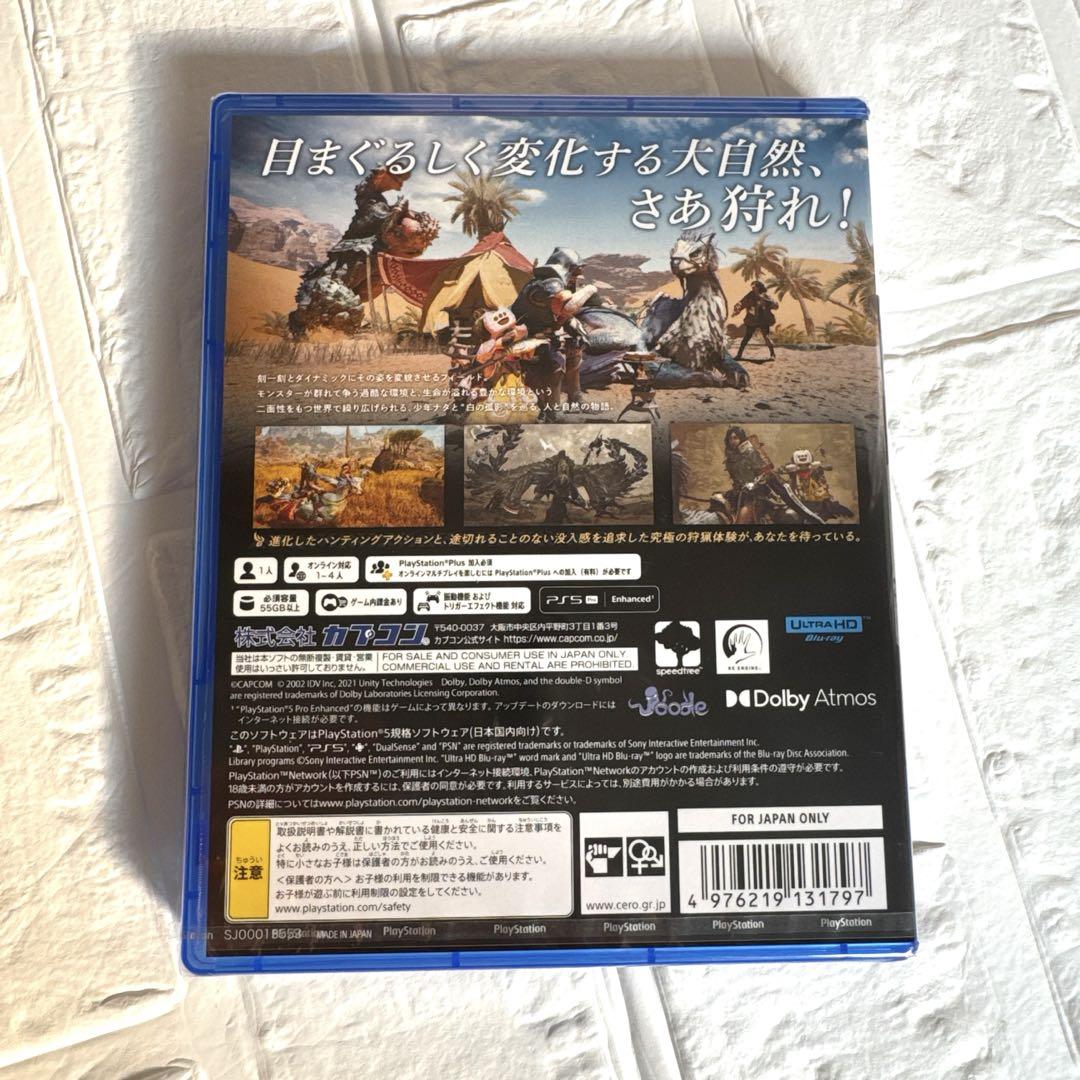 目まぐるしく変化する大自然、
さあ狩れ!
刻一刻とダイナミックにその姿を変貌させるフィールド。
モンスターが群れて争う過酷な環境と、生命が溢れる豊かな環境という
二面性をもつ世界で繰り広げられる、少年ナタと“白の孤影”を巡る、人と自然の物語。
進化したハンティングアクションと、途切れることのない没入感を追求した究極の狩猟体験が、あなたを待っている。
1人
オンライン対応
1-4人
PlayStation®Plus 加入必須
オンラインマルチプレイを楽しむには PlayStation®Plus への加入（有料）が必要です
必須容量
55GB以上
ゲーム内課金あり
振動機能 および
トリガーエフェクト機能 対応
PS5 Pro Enhanced¹
株式会社 カプコン
〒540-0037 大阪市中央区内平野町3丁目1番3号
カプコン公式サイト https://www.capcom.co.jp/
当社は本ソフトの無断複製・賃貸・営業
使用はいっさい許可しておりません。
FOR SALE AND CONSUMER USE IN JAPAN ONLY.
COMMERCIAL USE AND RENTAL ARE PROHIBITED.
speedtree™
RE ENGINE
ULTRA HD
Blu-ray™
©CAPCOM © 2002 IDV Inc, 2021 Unity Technologies Dolby, Dolby Atmos, and the double-D symbol
are registered trademarks of Dolby Laboratories Licensing Corporation.
oodle
Dolby Atmos
¹ “PlayStation®5 Pro Enhanced”の機能はゲームによって異なります。アップデートのダウンロードには
インターネット接続が必要です。
このソフトウェアはPlayStation®5規格ソフトウェア(日本国内向け)です。
"PlayStation", "PS5", "DualSense" and "PSN" are registered trademarks or trademarks of Sony Interactive Entertainment Inc.
Library programs ©Sony Interactive Entertainment Inc. "Ultra HD Blu-ray™" word mark and "Ultra HD Blu-ray™" logo are trademarks of the Blu-ray Disc Association.
PlayStation™Network(以下PSN™)のご利用にはインターネット接続環境、PlayStation™Networkのアカウントの作成および利用条件の遵守が必要です。
18歳未満の方がアカウントを作成するには、保護者の同意が必要です。利用するサービスによっては、別途費用がかかる場合があります。
PSNの詳細についてはwww.playstation.com/playstation-networkをご覧ください。
ちゅうい
注意
取扱説明書や解説書に書かれている健康と安全に関する注意事項を
よくお読みのうえ、正しい方法でご使用ください。
特に小さなお子様は保護者の方がお読みのうえ、ご使用ください。
＜保護者の方へ＞お子様の利用を制限できる機能があります。
お子様が遊ぶ前に利用制限の設定をしてください。
www.playstation.com/safety
www.cero.gr.jp
FOR JAPAN ONLY
4 976219 131797
MADE IN JAPAN
PlayStation
PlayStation
PlayStation
PlayStation
PlayStation